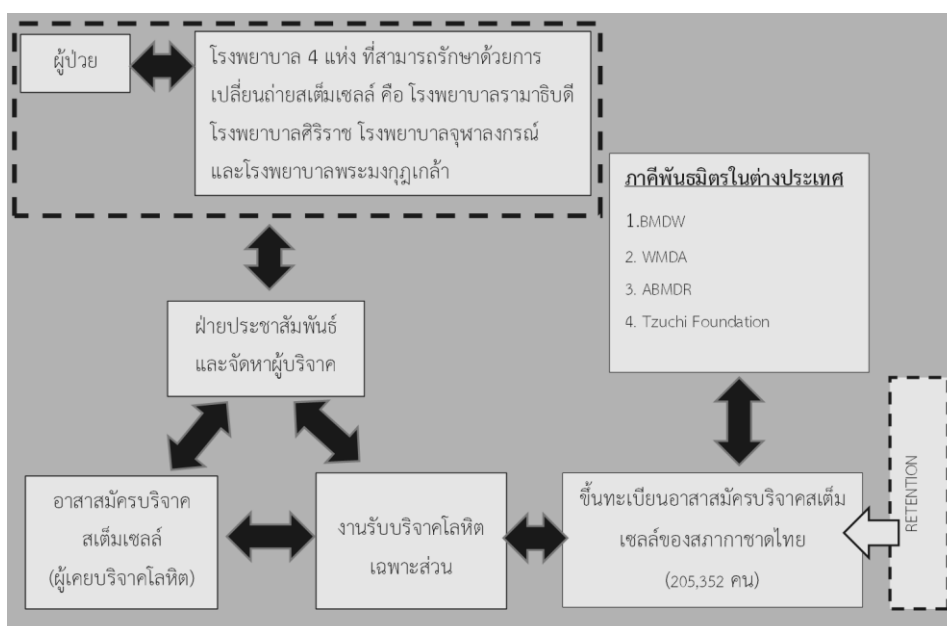 ผู้ป่วย
โรงพยาบาล 4 แห่ง ที่สามารถรักษาด้วยการ
เปลี่ยนถ่ายสเต็มเซลล์ คือ โรงพยาบาลรามาธิบดี
โรงพยาบาลศิริราช โรงพยาบาลจุฬาลงกรณ์
และโรงพยาบาลพระมงกุฎเกล้า
ภาคีพันธมิตรในต่างประเทศ
1.BMDW
2. WMDA
3. ABMDR
4. Tzuchi Foundation
ฝ่ายประชาสัมพันธ์
และจัดหาผู้บริจาค
อาสาสมัครบริจาค
สเต็มเซลล์
(ผู้เคยบริจาคโลหิต)
งานรับบริจาคโลหิต
เฉพาะส่วน
ขึ้นทะเบียนอาสาสมัครบริจาคสเต็ม
เซลล์ของสภากาชาดไทย
(205,352 คน)
RETENTION